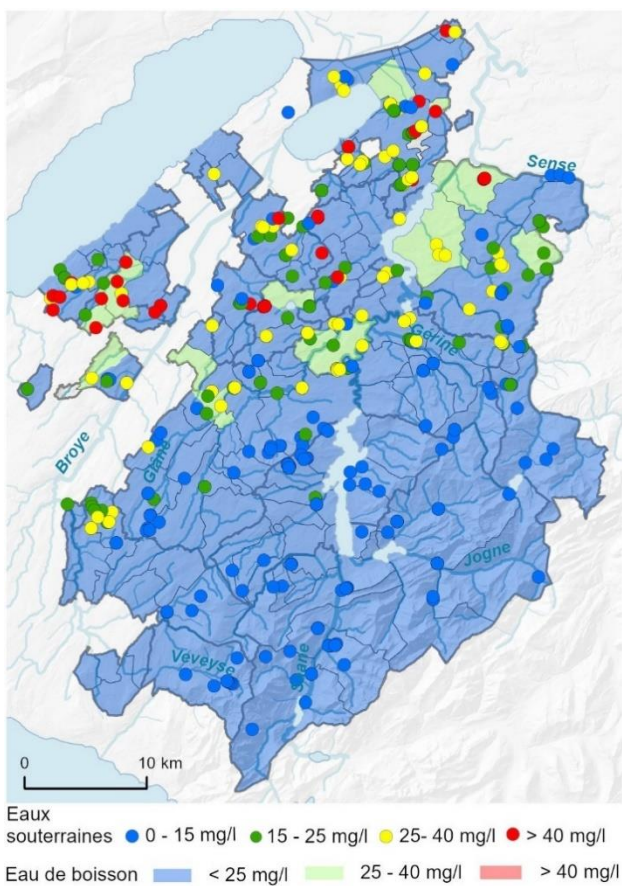 Sense
Gérine
Broye
Glâne
Jogne
Veveyse
0 10 km
Eaux
souterraines 0 - 15 mg/l 15 - 25 mg/l 25- 40 mg/l > 40 mg/l
Eau de boisson < 25 mg/l 25 - 40 mg/l > 40 mg/l